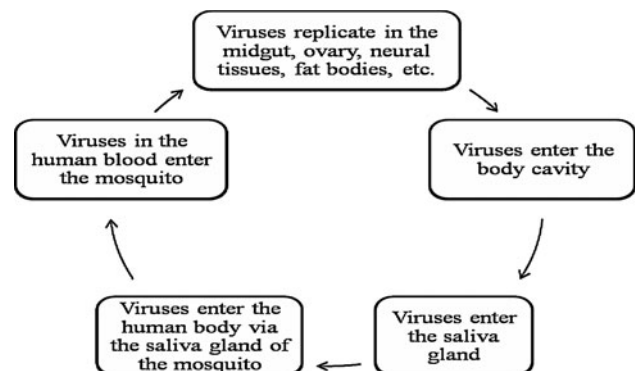 Viruses replicate in the
midgut, ovary, neural
tissues, fat bodies, etc.
Viruses enter the
body cavity
Viruses enter
the saliva
gland
Viruses enter the
human body via
the saliva gland of
the mosquito
Viruses in the
human blood enter
the mosquito